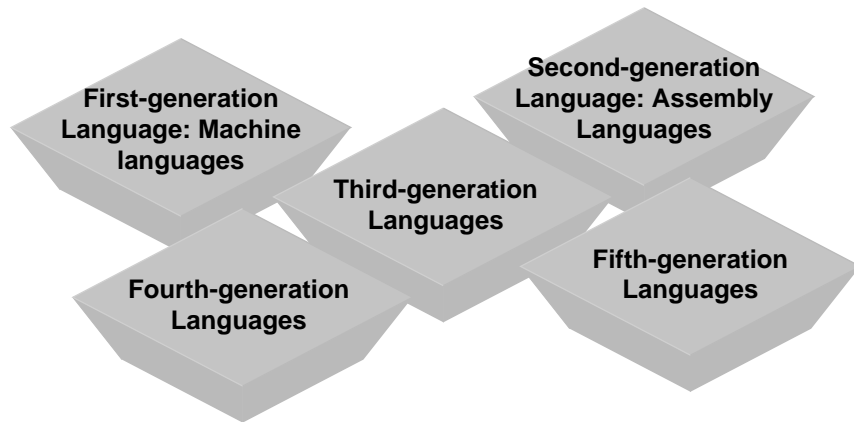 First-generation
Language: Machine
languages
Second-generation
Language: Assembly
Languages
Third-generation
Languages
Fourth-generation
Languages
Fifth-generation
Languages